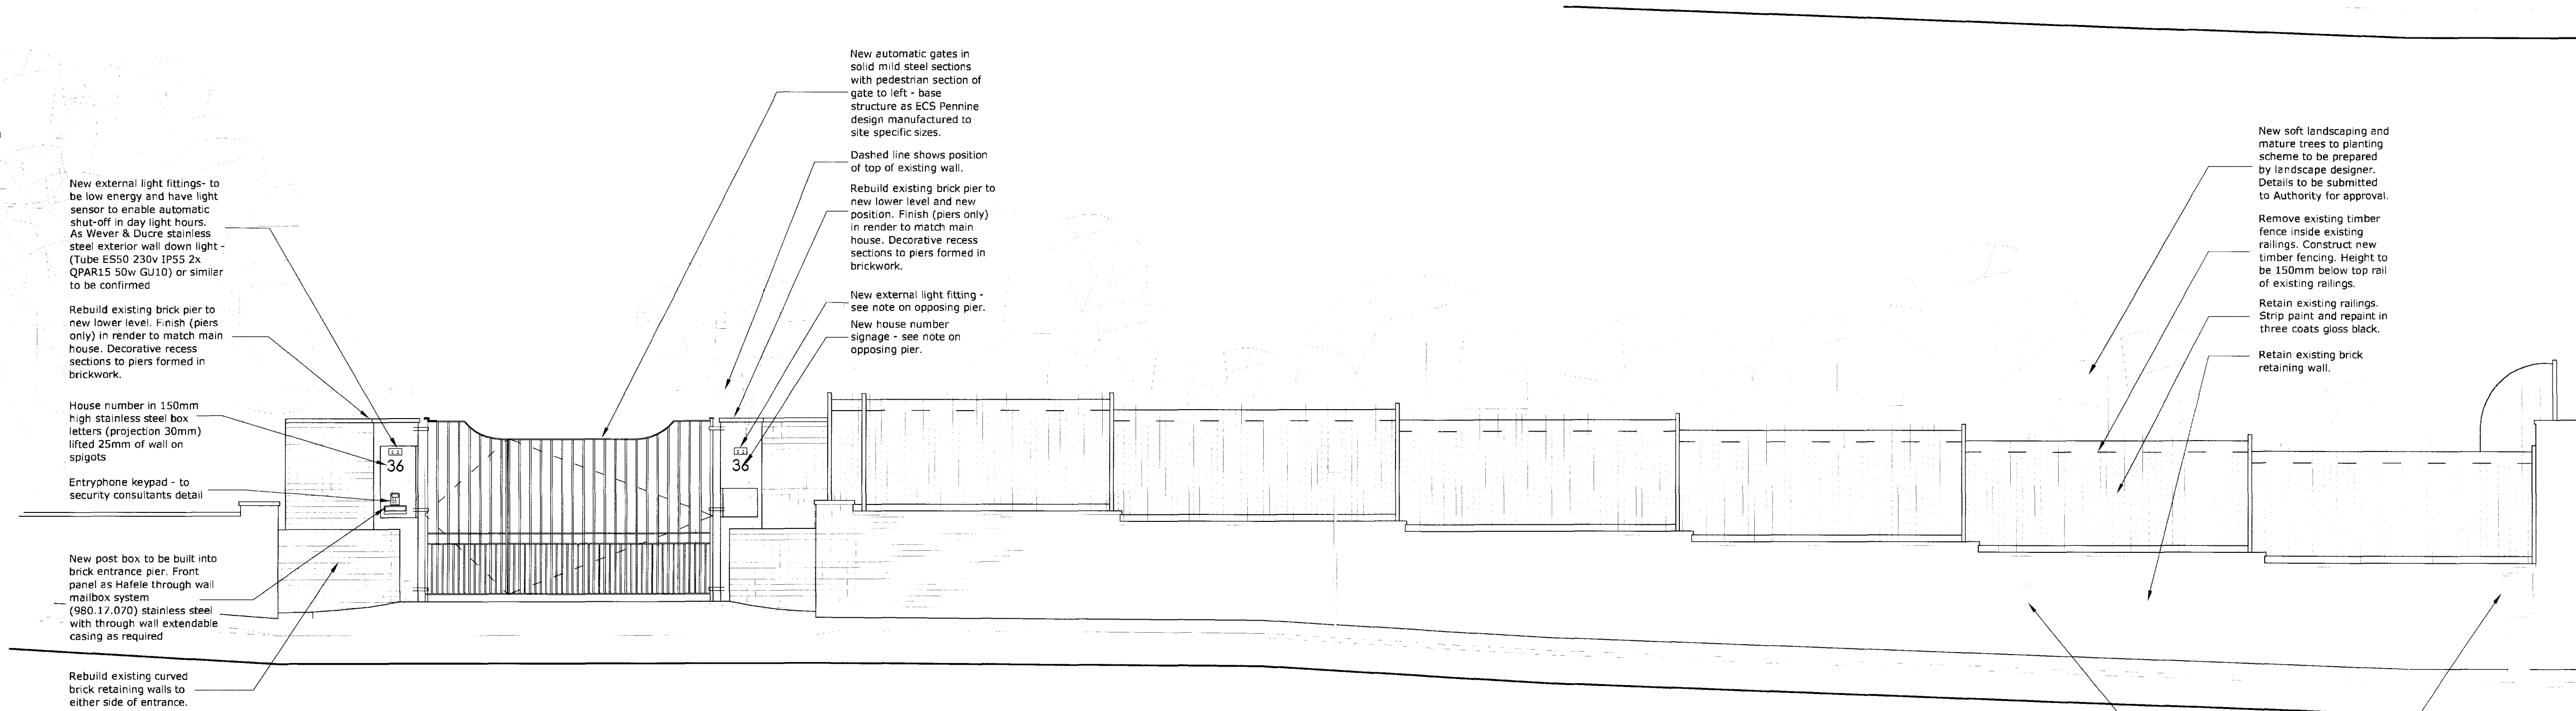 New external light fittings- to
be low energy and have light
sensor to enable automatic
shut-off in day light hours.
As Wever & Ducre stainless
steel exterior wall down light -
(Tube ES50 230v IP55 2x
QPAR15 50w GU10) or similar
to be confirmed
Rebuild existing brick pier to
new lower level. Finish (piers
only) in render to match main
house. Decorative recess
sections to piers formed in
brickwork.
House number in 150mm
high stainless steel box
letters (projection 30mm)
lifted 25mm of wall on
spigots
Entryphone keypad - to
security consultants detail
New post box to be built into
brick entrance pier. Front
panel as Hafele through wall
mailbox system
(980.17.070) stainless steel
with through wall extendable
casing as required
Rebuild existing curved
brick retaining walls to
either side of entrance.
36
36
New automatic gates in
solid mild steel sections
with pedestrian section of
gate to left - base
structure as ECS Pennine
design manufactured to
site specific sizes.
Dashed line shows position
of top of existing wall.
Rebuild existing brick pier to
new lower level and new
position. Finish (piers only)
in render to match main
house. Decorative recess
sections to piers formed in
brickwork.
New external light fitting -
see note on opposing pier.
New house number
signage - see note on
opposing pier.
New soft landscaping and
mature trees to planting
scheme to be prepared
by landscape designer.
Details to be submitted
to Authority for approval.
Remove existing timber
fence inside existing
railings. Construct new
timber fencing. Height to
be 150mm below top rail
of existing railings.
Retain existing railings.
Strip paint and repaint in
three coats gloss black.
Retain existing brick
retaining wall.